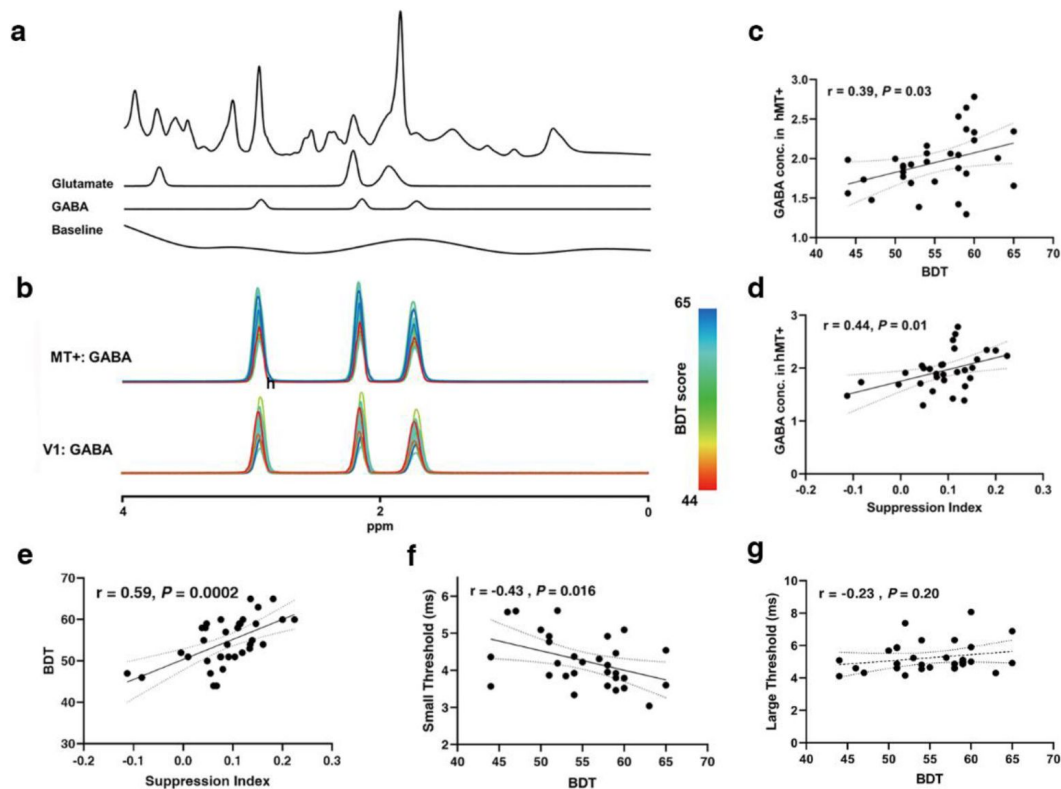 a
Glutamate
GABA
Baseline
b
MT+: GABA
h
V1: GABA
4
2
0
ppm
65
BDT score
44
c
r = 0.39, P = 0.03
GABA conc. in hMT+
3.0
2.5
2.0
1.5
1.0
40
45
50
55
60
65
70
BDT
d
r = 0.44, P = 0.01
GABA conc. in hMT+
3
2
1
0
-0.2
-0.1
0.0
0.1
0.2
0.3
Suppression Index
e
r = 0.59, P = 0.0002
BDT
70
60
50
40
30
-0.2
-0.1
0.0
0.1
0.2
0.3
Suppression Index
f
r = -0.43 , P = 0.016
Small Threshold (ms)
6
5
4
3
2
40
45
50
55
60
65
70
BDT
g
r = -0.23 , P = 0.20
Large Threshold (ms)
10
8
6
4
2
0
40
45
50
55
60
65
70
BDT